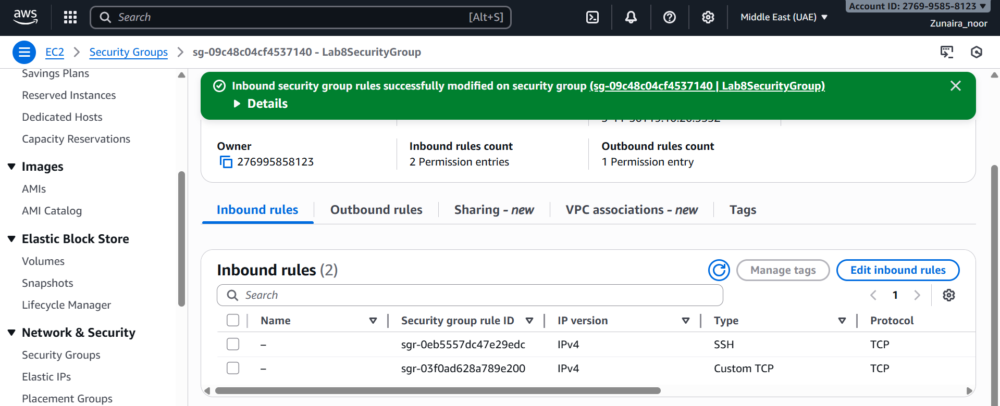 aws
Search [Alt+S]
Middle East (UAE)
Account ID: 2769-9585-8123
Zunaira_noor
EC2
Security Groups
sg-09c48c04cf4537140 - Lab8SecurityGroup
Savings Plans
Reserved Instances
Dedicated Hosts
Capacity Reservations
Images
AMIs
AMI Catalog
Elastic Block Store
Volumes
Snapshots
Lifecycle Manager
Network & Security
Security Groups
Elastic IPs
Placement Groups
Inbound security group rules successfully modified on security group (sg-09c48c04cf4537140 | Lab8SecurityGroup)
Details
Owner
276995858123
Inbound rules count
2 Permission entries
Outbound rules count
1 Permission entry
Inbound rules
Outbound rules
Sharing - new
VPC associations - new
Tags
Inbound rules (2)
Manage tags
Edit inbound rules
Search
1
Name Security group rule ID IP version Type Protocol
– sgr-0eb5557dc47e29edc IPv4 SSH TCP
– sgr-03f0ad628a789e200 IPv4 Custom TCP TCP